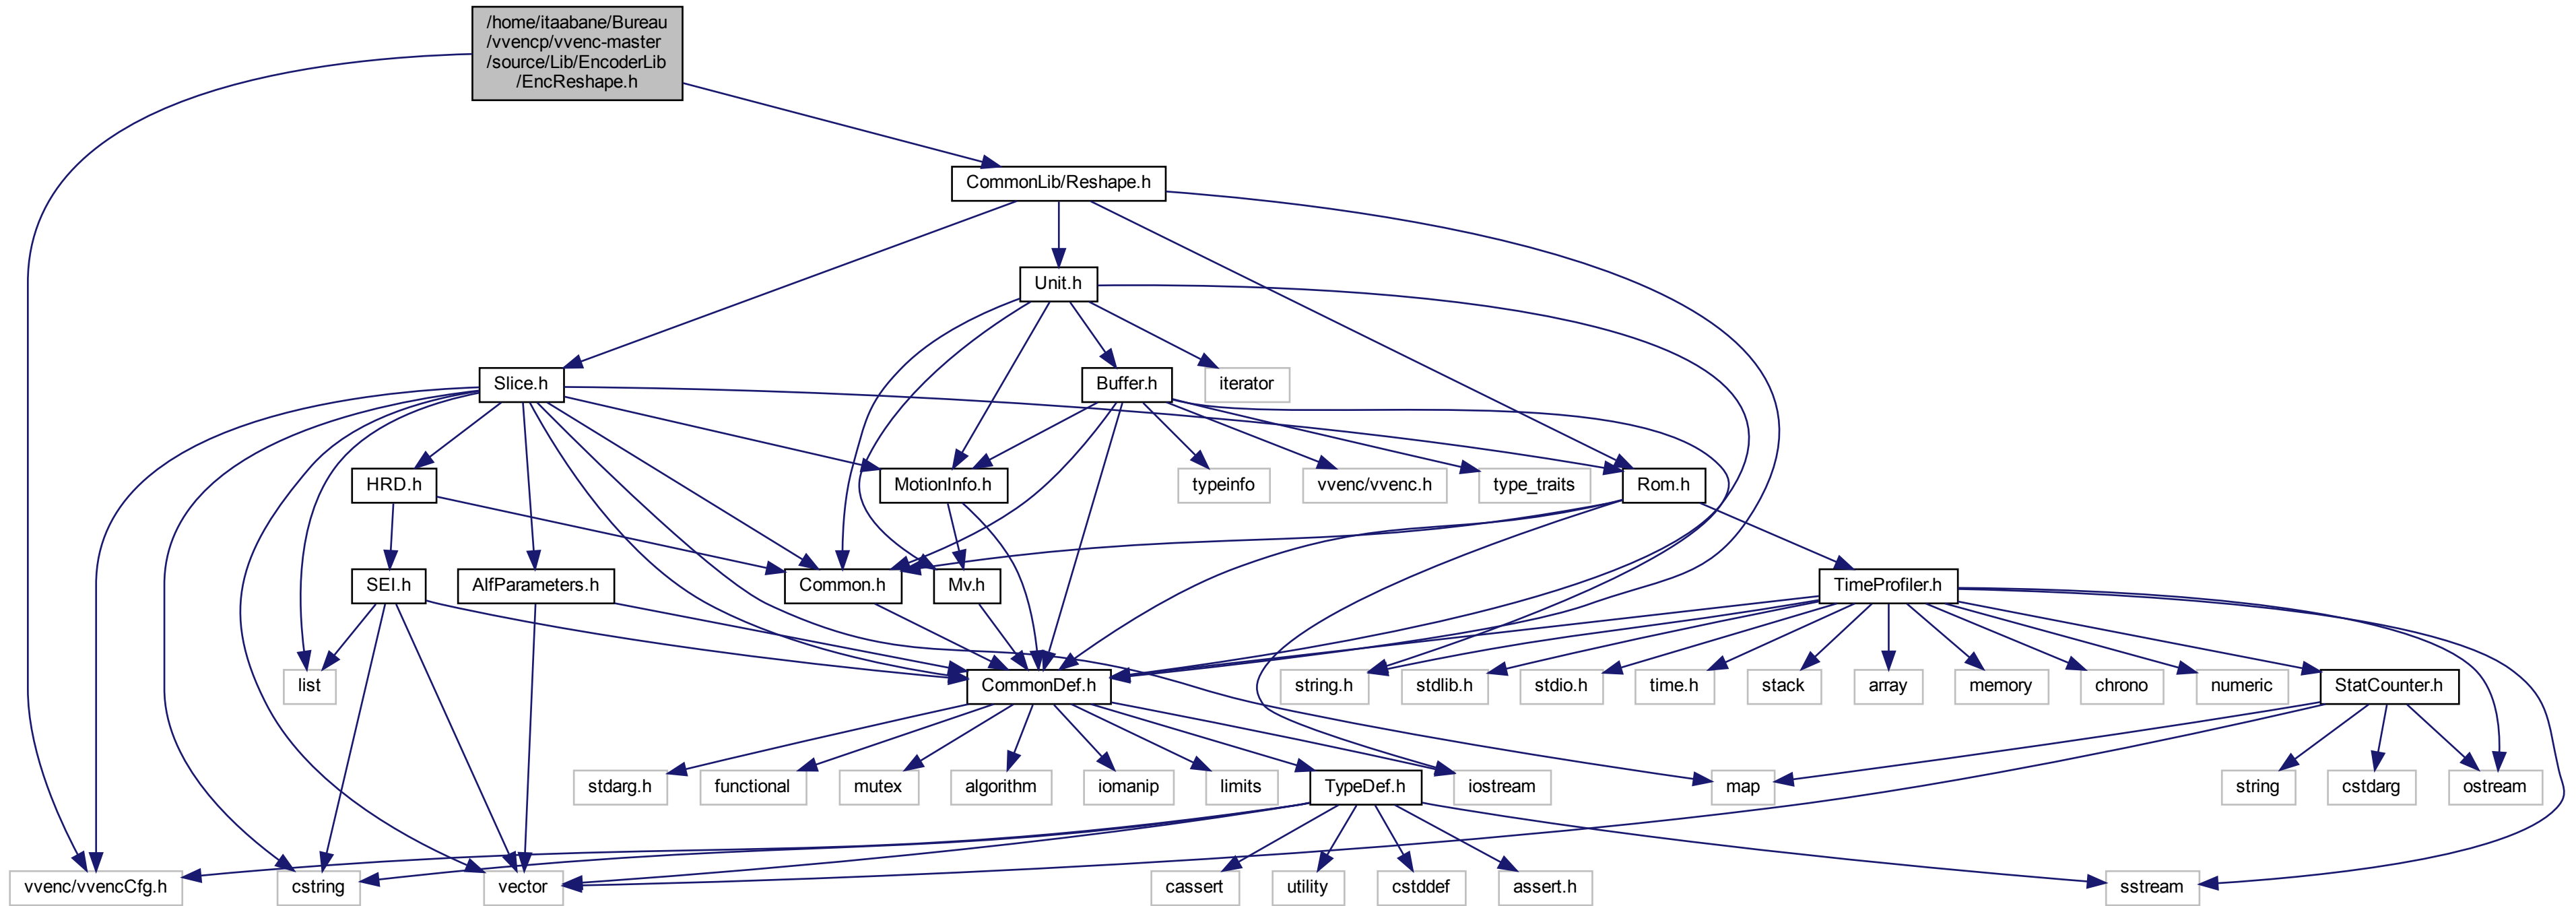 /home/itaabane/Bureau
/vvencp/vvenc-master
/source/Lib/EncoderLib
/EncReshape.h
CommonLib/Reshape.h
Unit.h
Slice.h
Buffer.h
iterator
HRD.h
MotionInfo.h
typeinfo
vvenc/vvenc.h
type_traits
Rom.h
SEI.h
AlfParameters.h
Common.h
Mv.h
TimeProfiler.h
list
CommonDef.h
string.h
stdlib.h
stdio.h
time.h
stack
array
memory
chrono
numeric
StatCounter.h
stdarg.h
functional
mutex
algorithm
iomanip
limits
TypeDef.h
iostream
map
string
cstdarg
ostream
vvenc/vvencCfg.h
cstring
vector
cassert
utility
cstddef
assert.h
sstream